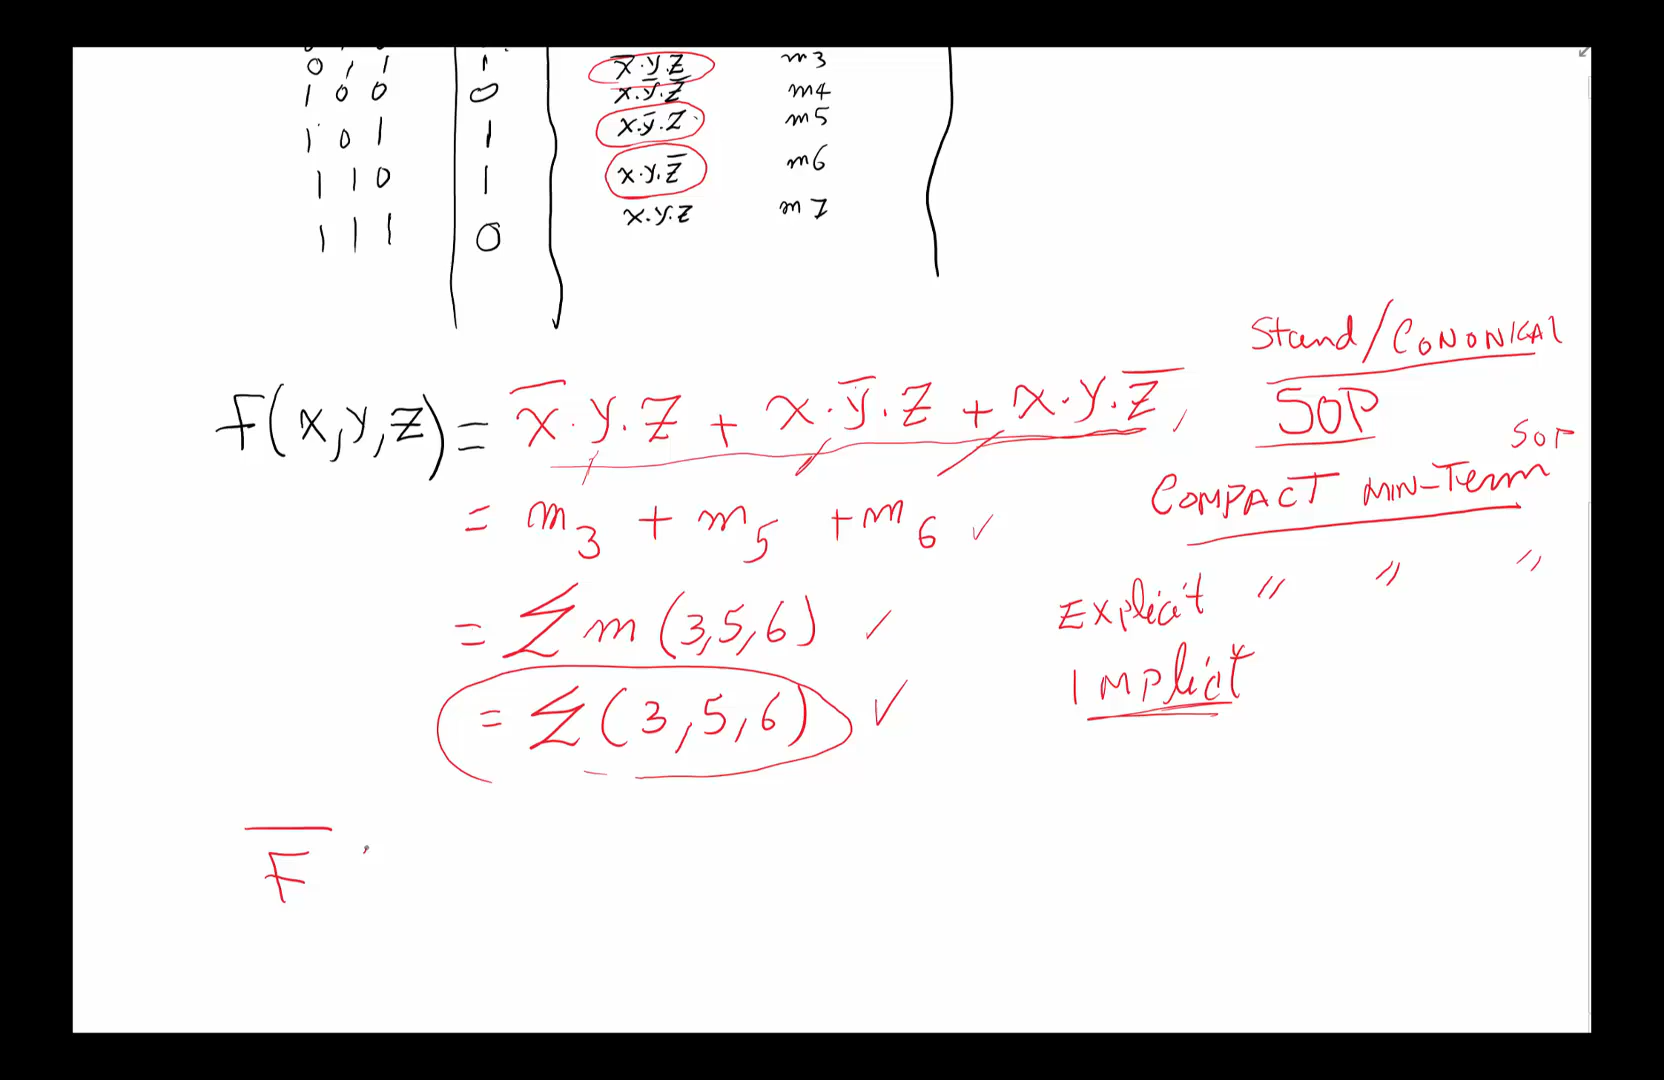 0 1 1 1 x̅.y.z m3
1 0 0 0 x.y̅.z̅ m4
1 0 1 1 x.y̅.z m5
1 1 0 1 x.y.z̅ m6
1 1 1 0 x.y.z m7
Stand/CONONICAL
F(x,y,z) = x̅.y.z + x.y̅.z + x.y.z̅, SOP
SOP
= m3 + m5 + m6 ✓ COMPACT MIN-Term
= Σm(3,5,6) ✓ Explicit " " "
= Σ(3,5,6) ✓ Implicit
F̅